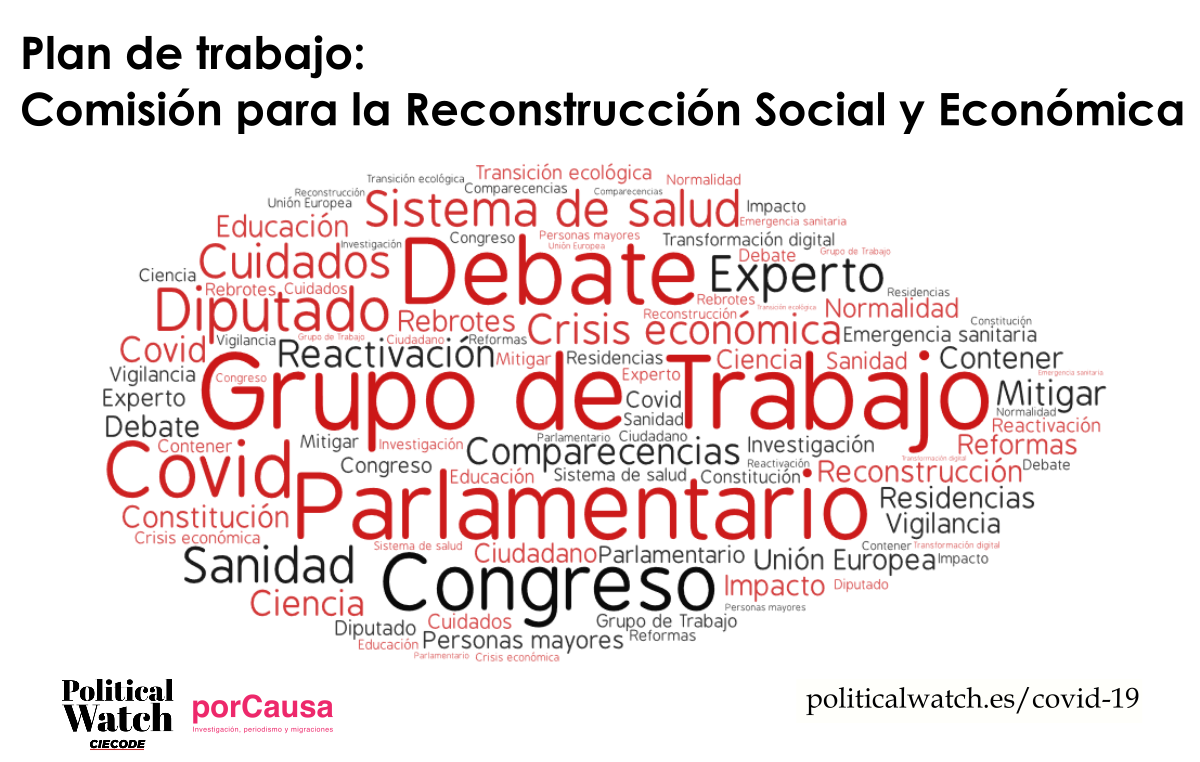 Plan de trabajo:
Comisión para la Reconstrucción Social y Económica
Transición ecológica
Transición ecológica
Normalidad
Reconstrucción
Comparecencias
Comparecencias
Unión Europea
Sistema de salud
Impacto
Educación
Emergencia sanitaria
Investigación
Congreso
Personas mayores
Unión Europea
Transformación digital
Cuidados
Debate
Debate
Grupo de Trabajo
Ciencia
Experto
Rebrotes
Cuidados
Residencias
Diputado
Rebrotes
Transición ecológica
Normalidad
Rebrotes
Crisis económica
Reconstrucción
Constitución
Vigilancia
Grupo de Trabajo
Ciudadano
Reformas
Emergencia sanitaria
Covid
Reactivación
Mitigar
Residencias
Ciencia
Sanidad
Contener
Vigilancia
Congreso
Grupo de Trabajo
Experto
Emergencia sanitaria
Experto
Covid
Mitigar
Debate
Sanidad
Normalidad
Reactivación
Contener
Mitigar
Investigación
Parlamentario
Ciudadano
Comparecencias
Investigación
Reformas
Covid
Congreso
Educación
Sistema de salud
Reactivación
Constitución
Transformación digital
Reconstrucción
Debate
Parlamentario
Residencias
Constitución
Vigilancia
Crisis económica
Sistema de salud
Ciudadano
Parlamentario
Unión Europea
Contener
Transformación digital
Impacto
Sanidad
Congreso
Impacto
Diputado
Ciencia
Personas mayores
Diputado
Cuidados
Grupo de Trabajo
Educación
Personas mayores
Reformas
Parlamentario
Crisis económica
Political
Watch
CIECODE
porCausa
Investigación, periodismo y migraciones
politicalwatch.es/covid-19